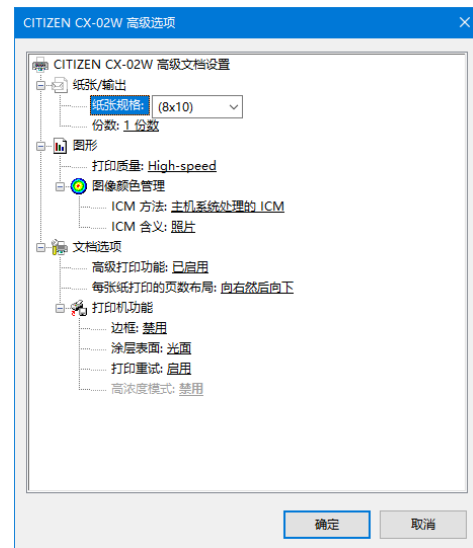 CITIZEN CX-02W 高级选项
CITIZEN CX-02W 高级文档设置
纸张/输出
纸张规格: (8x10)
份数: 1 份数
图形
打印质量: High-speed
图像颜色管理
ICM 方法: 主机系统处理的 ICM
ICM 含义: 照片
文档选项
高级打印功能: 已启用
每张纸打印的页数布局: 向右然后向下
打印机功能
边框: 禁用
涂层表面: 光面
打印重试: 启用
高浓度模式: 禁用
确定 取消